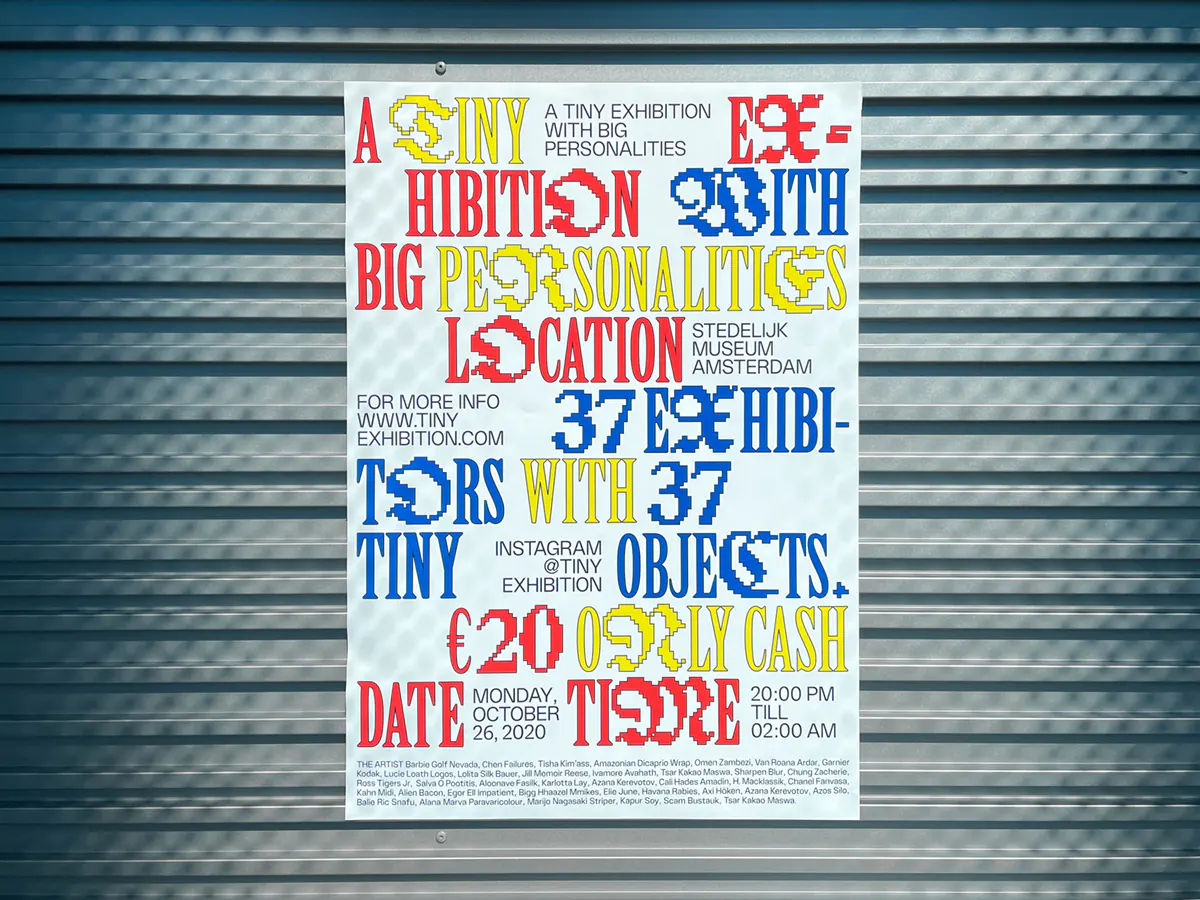 A TINY
A TINY EXHIBITION
WITH BIG
PERSONALITIES
EX-
HIBITION WITH
BIG PERSONALITIES
LOCATION
STEDELIJK
MUSEUM
AMSTERDAM
FOR MORE INFO
WWW.TINY
EXHIBITION.COM
37 EXHIBI-
TORS WITH 37
TINY
INSTAGRAM
@TINY
EXHIBITION
OBJECTS.
€20 ONLY CASH
DATE
MONDAY,
OCTOBER
26, 2020
TIME
20:00 PM
TILL
02:00 AM
THE ARTIST Barbie Golf Nevada, Chen Failures, Tisha Kim'ass, Amazonian Dicaprio Wrap, Omen Zambezi, Van Roana Ardar, Garnier
Kodak, Lucie Loath Logos, Lolita Silk Bauer, Jill Memoir Reese, Ivamore Avahath, Tsar Kakao Maswa, Sharpen Blur, Chung Zacherie,
Ross Tigers Jr, Salva O Pootitis, Aloonave Fasilk, Karlotta Lay, Azana Kerevotov, Cali Hades Amadin, H. Macklassik, Chanel Fanvasa,
Kahn Midi, Alien Bacon, Egor Ell Impatient, Bigg Hhaazel Mmikes, Elie June, Havana Rabies, Axi Höken, Azana Kerevotov, Azos Silo,
Balie Ric Snafu, Alana Marva Paravaricolour, Marijo Nagasaki Striper, Kapur Soy, Scam Bustauk, Tsar Kakao Maswa.